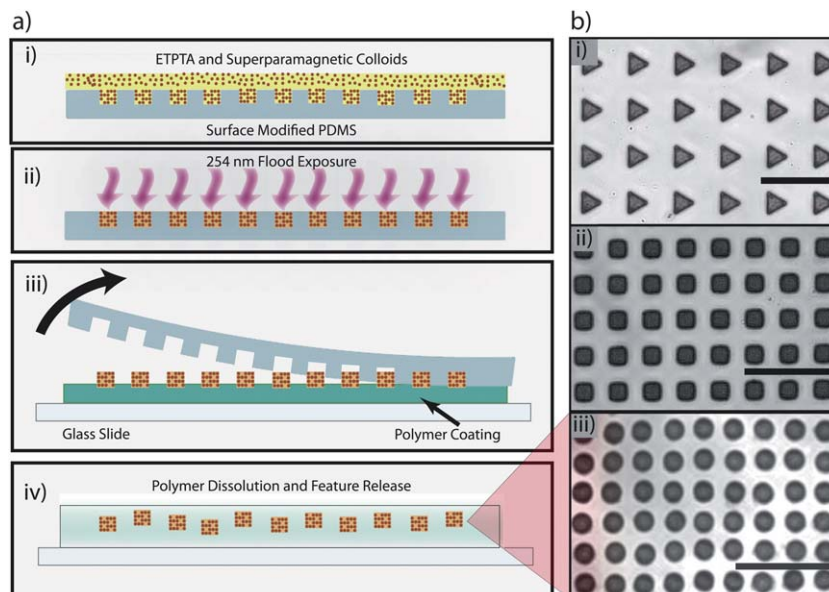 a)
i)
ETPTA and Superparamagnetic Colloids
Surface Modified PDMS
ii)
254 nm Flood Exposure
iii)
Glass Slide
Polymer Coating
iv)
Polymer Dissolution and Feature Release
b)
i)
ii)
iii)